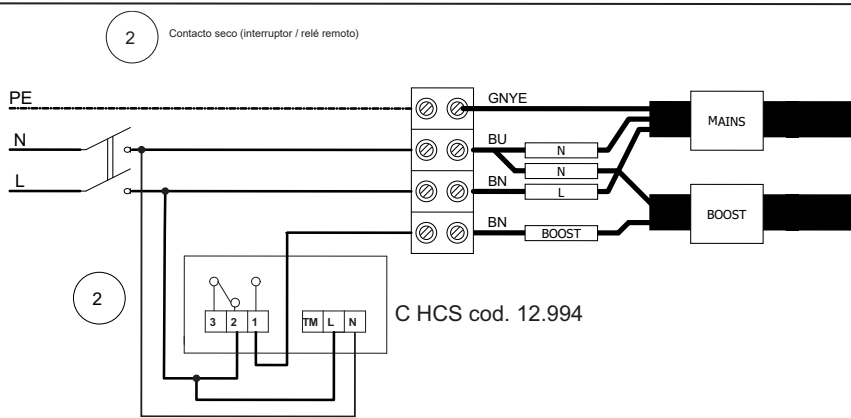 2 Contacto seco (interruptor / relé remoto)
PE
GNYE
MAINS
N
BU
N
N
L
BN
L
BOOST
BN
BOOST
2
3 2 1 TM L N
C HCS cod. 12.994